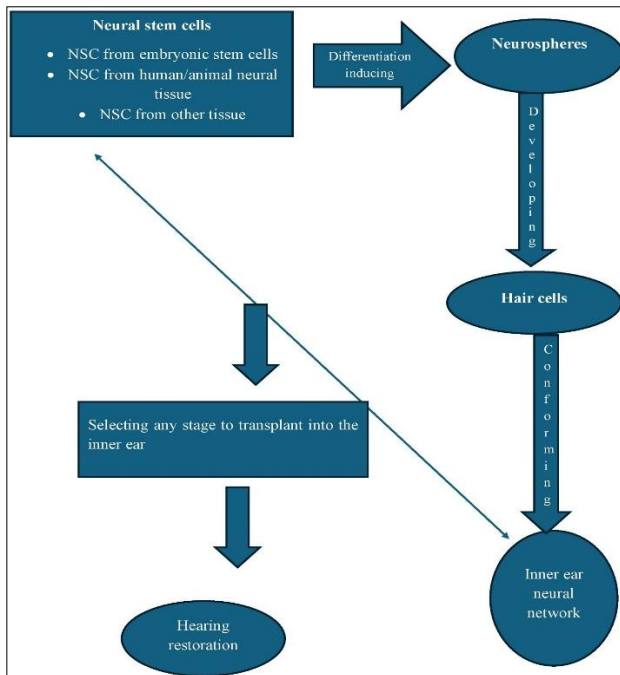 Neural stem cells
• NSC from embryonic stem cells
• NSC from human/animal neural
tissue
• NSC from other tissue
Differentiation
inducing
Neurospheres
Developing
Hair cells
Conforming
Inner ear
neural
network
Selecting any stage to transplant into the
inner ear
Hearing
restoration